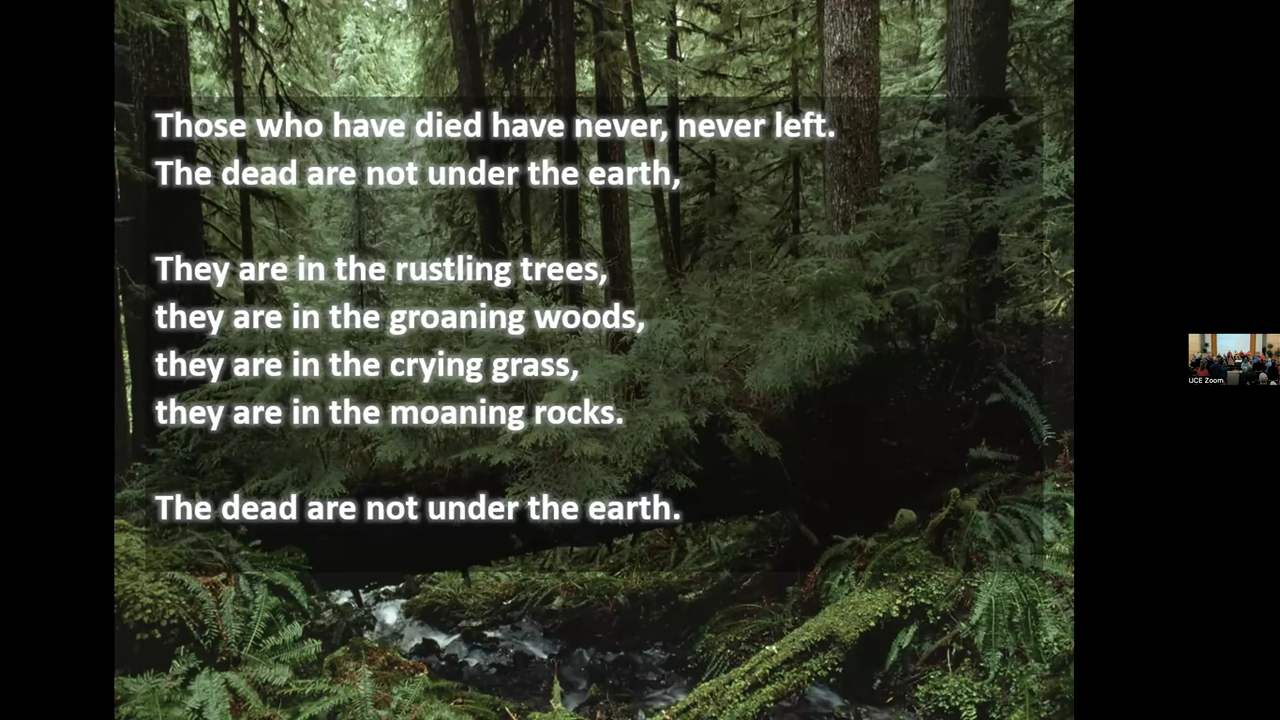 Those who have died have never, never left.
The dead are not under the earth,
They are in the rustling trees,
they are in the groaning woods,
they are in the crying grass,
they are in the moaning rocks.
The dead are not under the earth.
UCE Zoom